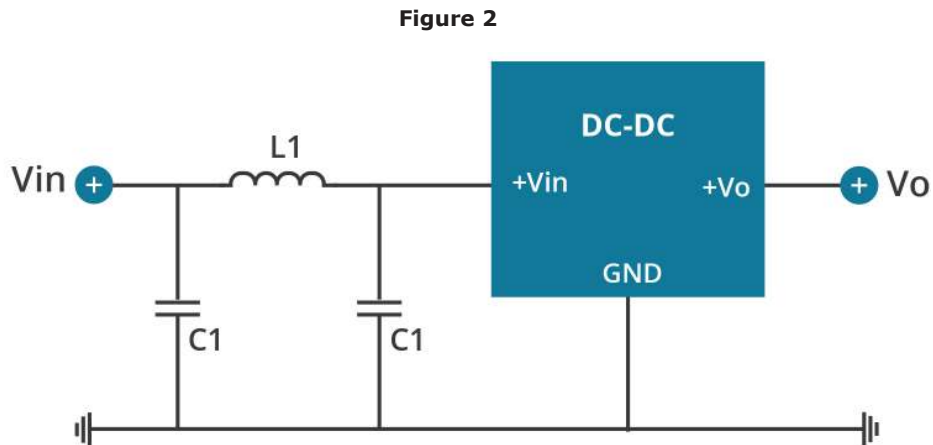 Figure 2
DC-DC
L1
Vin +
+Vin
+Vo
+ Vo
GND
C1
C1